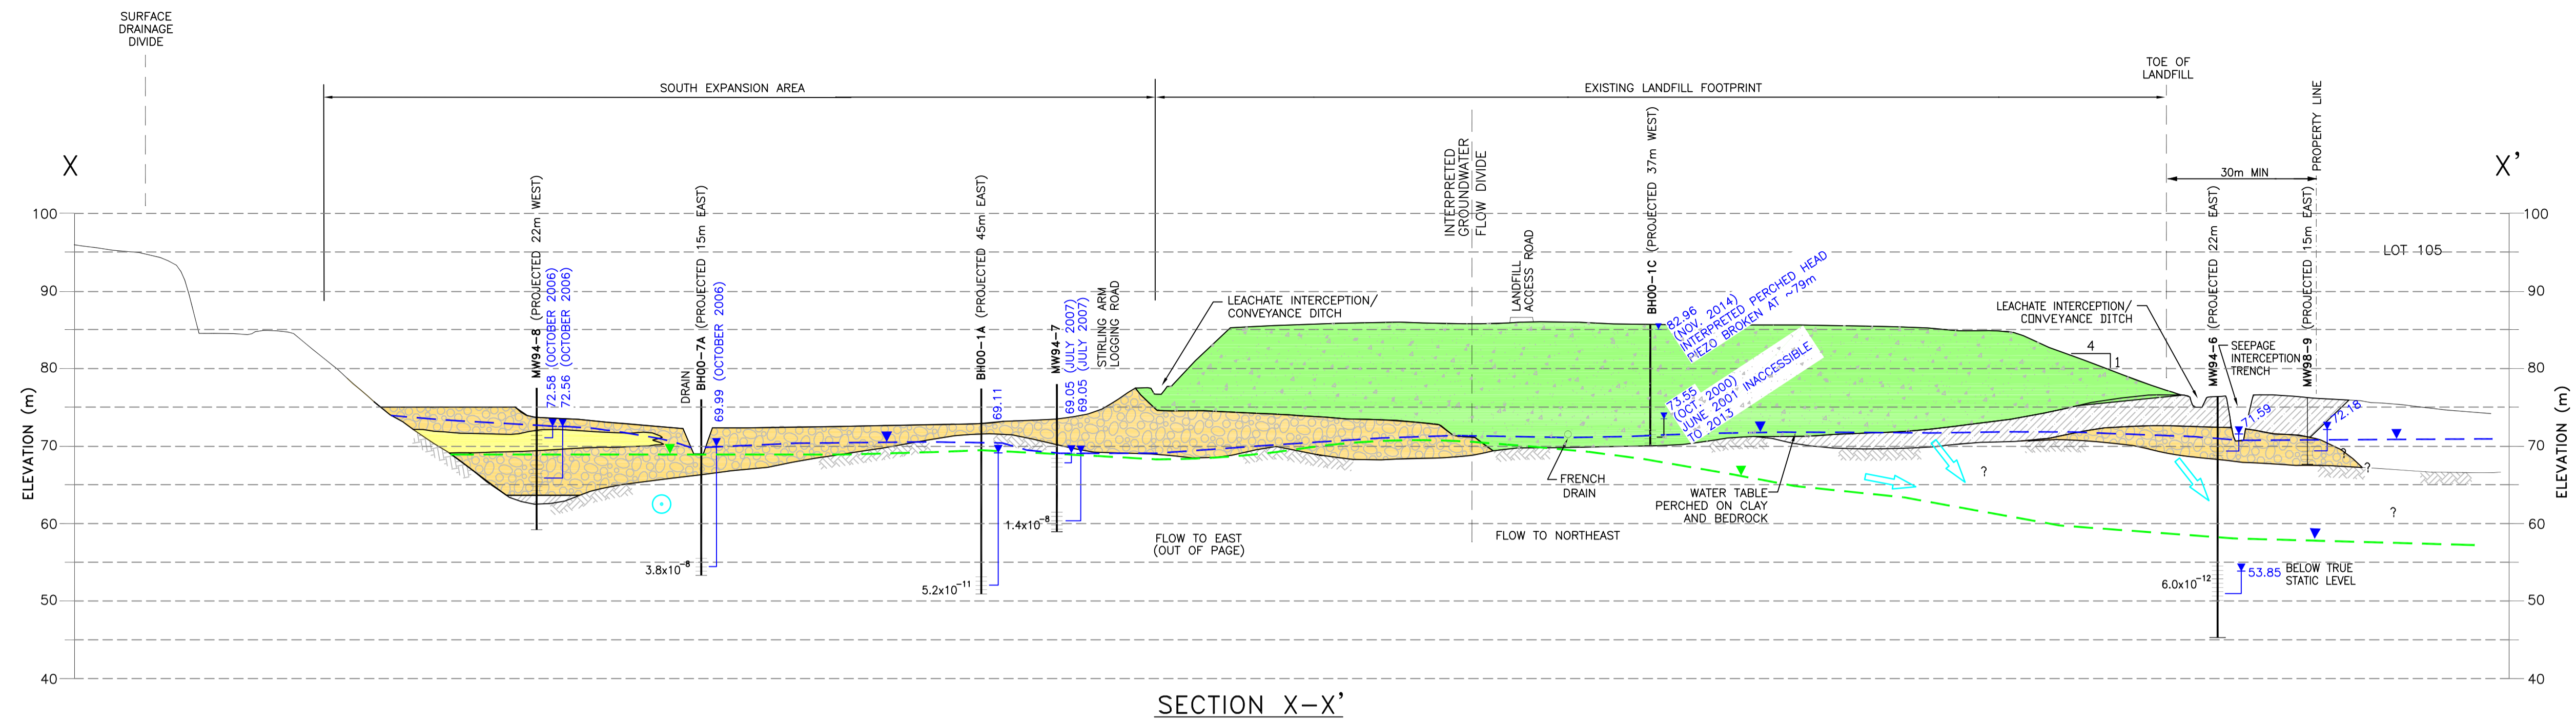 SURFACE
DRAINAGE
DIVIDE
SOUTH EXPANSION AREA
EXISTING LANDFILL FOOTPRINT
TOE OF
LANDFILL
PROPERTY LINE
X
X'
30m MIN
INTERPRETED
GROUNDWATER
FLOW DIVIDE
LANDFILL
ACCESS ROAD
BH00-1C (PROJECTED 37m WEST)
MW94-8 (PROJECTED 22m WEST)
72.58 (OCTOBER 2006)
72.56 (OCTOBER 2006)
DRAIN
BH00-7A (PROJECTED 15m EAST)
69.99 (OCTOBER 2006)
BH00-1A (PROJECTED 45m EAST)
69.11
MW94-7
69.05 (JULY 2007)
69.05 (JULY 2007)
STIRLING ARM
LOGGING ROAD
LEACHATE INTERCEPTION/
CONVEYANCE DITCH
82.96
(NOV. 2014)
INTERPRETED PERCHED HEAD
PIEZO BROKEN AT ~79m
73.55
(OCT. 2000)
JUNE 2001 INACCESSIBLE
TO 2013
LEACHATE INTERCEPTION/
CONVEYANCE DITCH
4
1
MW94-6 (PROJECTED 22m EAST)
SEEPAGE
INTERCEPTION
TRENCH
MW98-9 (PROJECTED 15m EAST)
LOT 105
71.59
72.18
ELEVATION (m)
100
90
80
70
60
50
40
ELEVATION (m)
100
90
80
70
60
50
40
FRENCH
DRAIN
WATER TABLE
PERCHED ON CLAY
AND BEDROCK
?
?
?
?
FLOW TO EAST
(OUT OF PAGE)
FLOW TO NORTHEAST
1.4x10-8
3.8x10-8
5.2x10-11
6.0x10-12
53.85
BELOW TRUE
STATIC LEVEL
SECTION X-X'